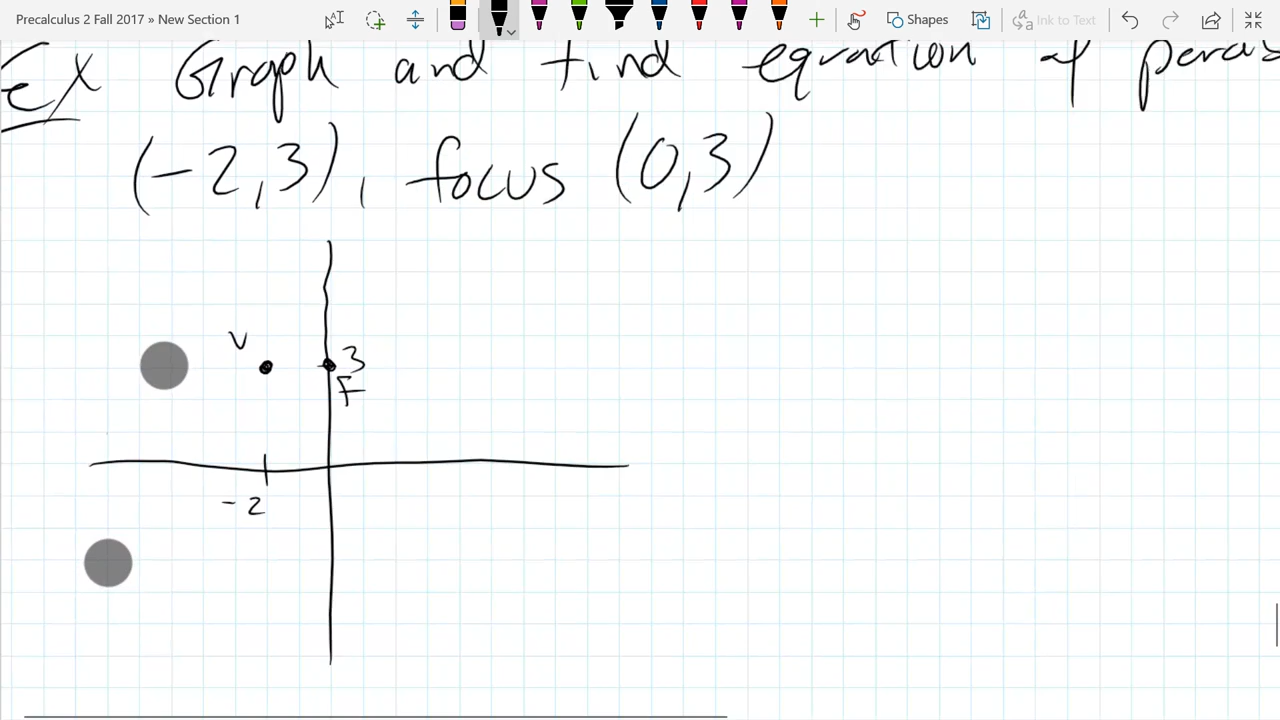 Precalculus 2 Fall 2017 » New Section 1
Shapes
Ink to Text
Ex Graph and find equation of parab
(-2,3), focus (0,3)
V
3
F
-2